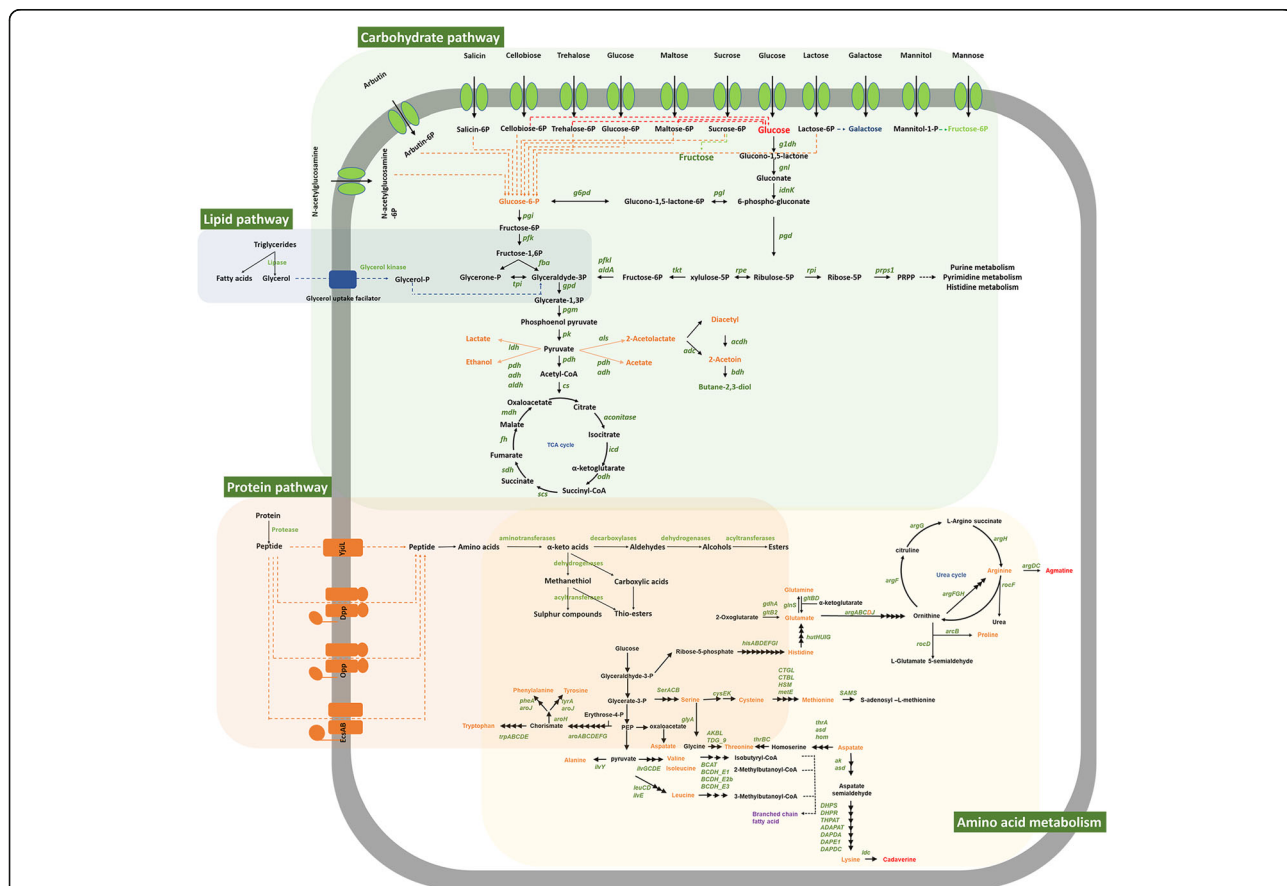 Carbohydrate pathway
Salicin
Cellobiose
Trehalose
Glucose
Maltose
Sucrose
Glucose
Lactose
Galactose
Mannitol
Mannose
Arbutin
Salicin-6P
Cellobiose-6P
Trehalose-6P
Glucose-6P
Maltose-6P
Sucrose-6P
Glucose
Lactose-6P
Galactose
Mannitol-1-P
Fructose-6P
Arbutin-6P
g1dh
Fructose
Glucono-1,5-lactone
gnl
Gluconate
N-acetylglucosamine
N-acetylglucosamine
-6P
idnK
Glucose-6-P
g6pd
Glucono-1,5-lactone-6P
pgl
6-phospho-gluconate
Lipid pathway
pgi
Fructose-6P
pfk
pgd
Triglycerides
Lipase
Fructose-1,6P
Fatty acids
Glycerol
Glycerol kinase
Glycerol-P
Glycerol uptake facilator
fba
Glycerone-P
tpi
Glyceraldyde-3P
pfkl
aldA
Fructose-6P
tkt
xylulose-5P
rpe
Ribulose-5P
rpi
Ribose-5P
prps1
PRPP
Purine metabolism
Pyrimidine metabolism
Histidine metabolism
gpd
Glycerate-1,3P
pgm
Phosphoenol pyruvate
pk
Lactate
ldh
Pyruvate
als
2-Acetolactate
Diacetyl
acdh
adc
2-Acetoin
bdh
Butane-2,3-diol
Ethanol
pdh
adh
aldh
pdh
pdh
adh
Acetate
Acetyl-CoA
cs
Oxaloacetate
Citrate
mdh
aconitase
Malate
Isocitrate
fh
TCA cycle
icd
Fumarate
α-ketoglutarate
sdh
odh
Succinate
scs
Succinyl-CoA
Protein pathway
Protein
Protease
Peptide
YjuL
Peptide
Amino acids
aminotransferases
α-keto acids
decarboxylases
Aldehydes
dehydrogenases
Alcohols
acyltransferases
Esters
dehydrogenases
Methanethiol
Carboxylic acids
acyltransferases
Sulphur compounds
Thio-esters
Dpp
Opp
EcsAB
L-Argino succinate
argG
argH
citruline
Urea cycle
Arginine
argDC
Agmatine
argF
argFGH
rocF
Ornithine
Urea
arcB
Proline
rocD
L-Glutamate 5-semialdehyde
Glutamine
gltBD
glnS
α-ketoglutarate
gdhA
gltB2
2-Oxoglutarate
Glutamate
argABCDJ
hutHUIG
Glucose
Ribose-5-phosphate
hisABDEFGI
Histidine
Glyceraldhyde-3-P
Glycerate-3-P
SerACB
Serine
cysEK
Cysteine
CTGL
CTBL
HSM
metE
Methionine
SAMS
S-adenosyl –L-methinine
Phenylalanine
Tyrosine
pheA
aroJ
tyrA
aroJ
aroH
Erythrose-4-P
Tryptophan
trpABCDE
Chorismate
aroABCDEFG
PEP
oxaloacetate
glyA
Aspatate
Glycine
AKBL
TDG_9
Threonine
thrBC
Homoserine
thrA
asd
hom
Aspatate
Alanine
ilvY
pyruvate
ilvGCDE
Valine
Isoleucine
BCAT
BCDH_E1
BCDH_E2b
BCDH_E3
Isobutyryl-CoA
2-Methylbutanoyl-CoA
leuCD
ilvE
Leucine
3-Methylbutanoyl-CoA
Branched chain
fatty acid
ak
asd
Aspatate
semialdehyde
DHPS
DHPR
THPAT
ADAPAT
DAPDA
DAPE1
DAPDC
Lysine
ldc
Cadaverine
Amino acid metabolism